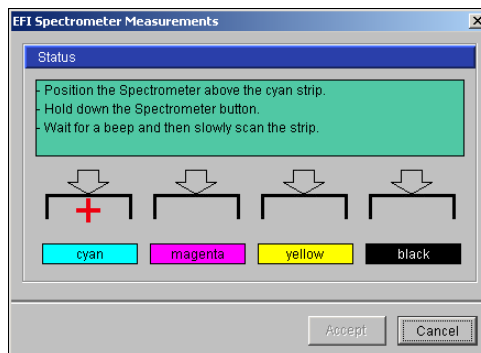 EFI Spectrometer Measurements
Status
- Position the Spectrometer above the cyan strip.
- Hold down the Spectrometer button.
- Wait for a beep and then slowly scan the strip.
cyan magenta yellow black
Accept Cancel